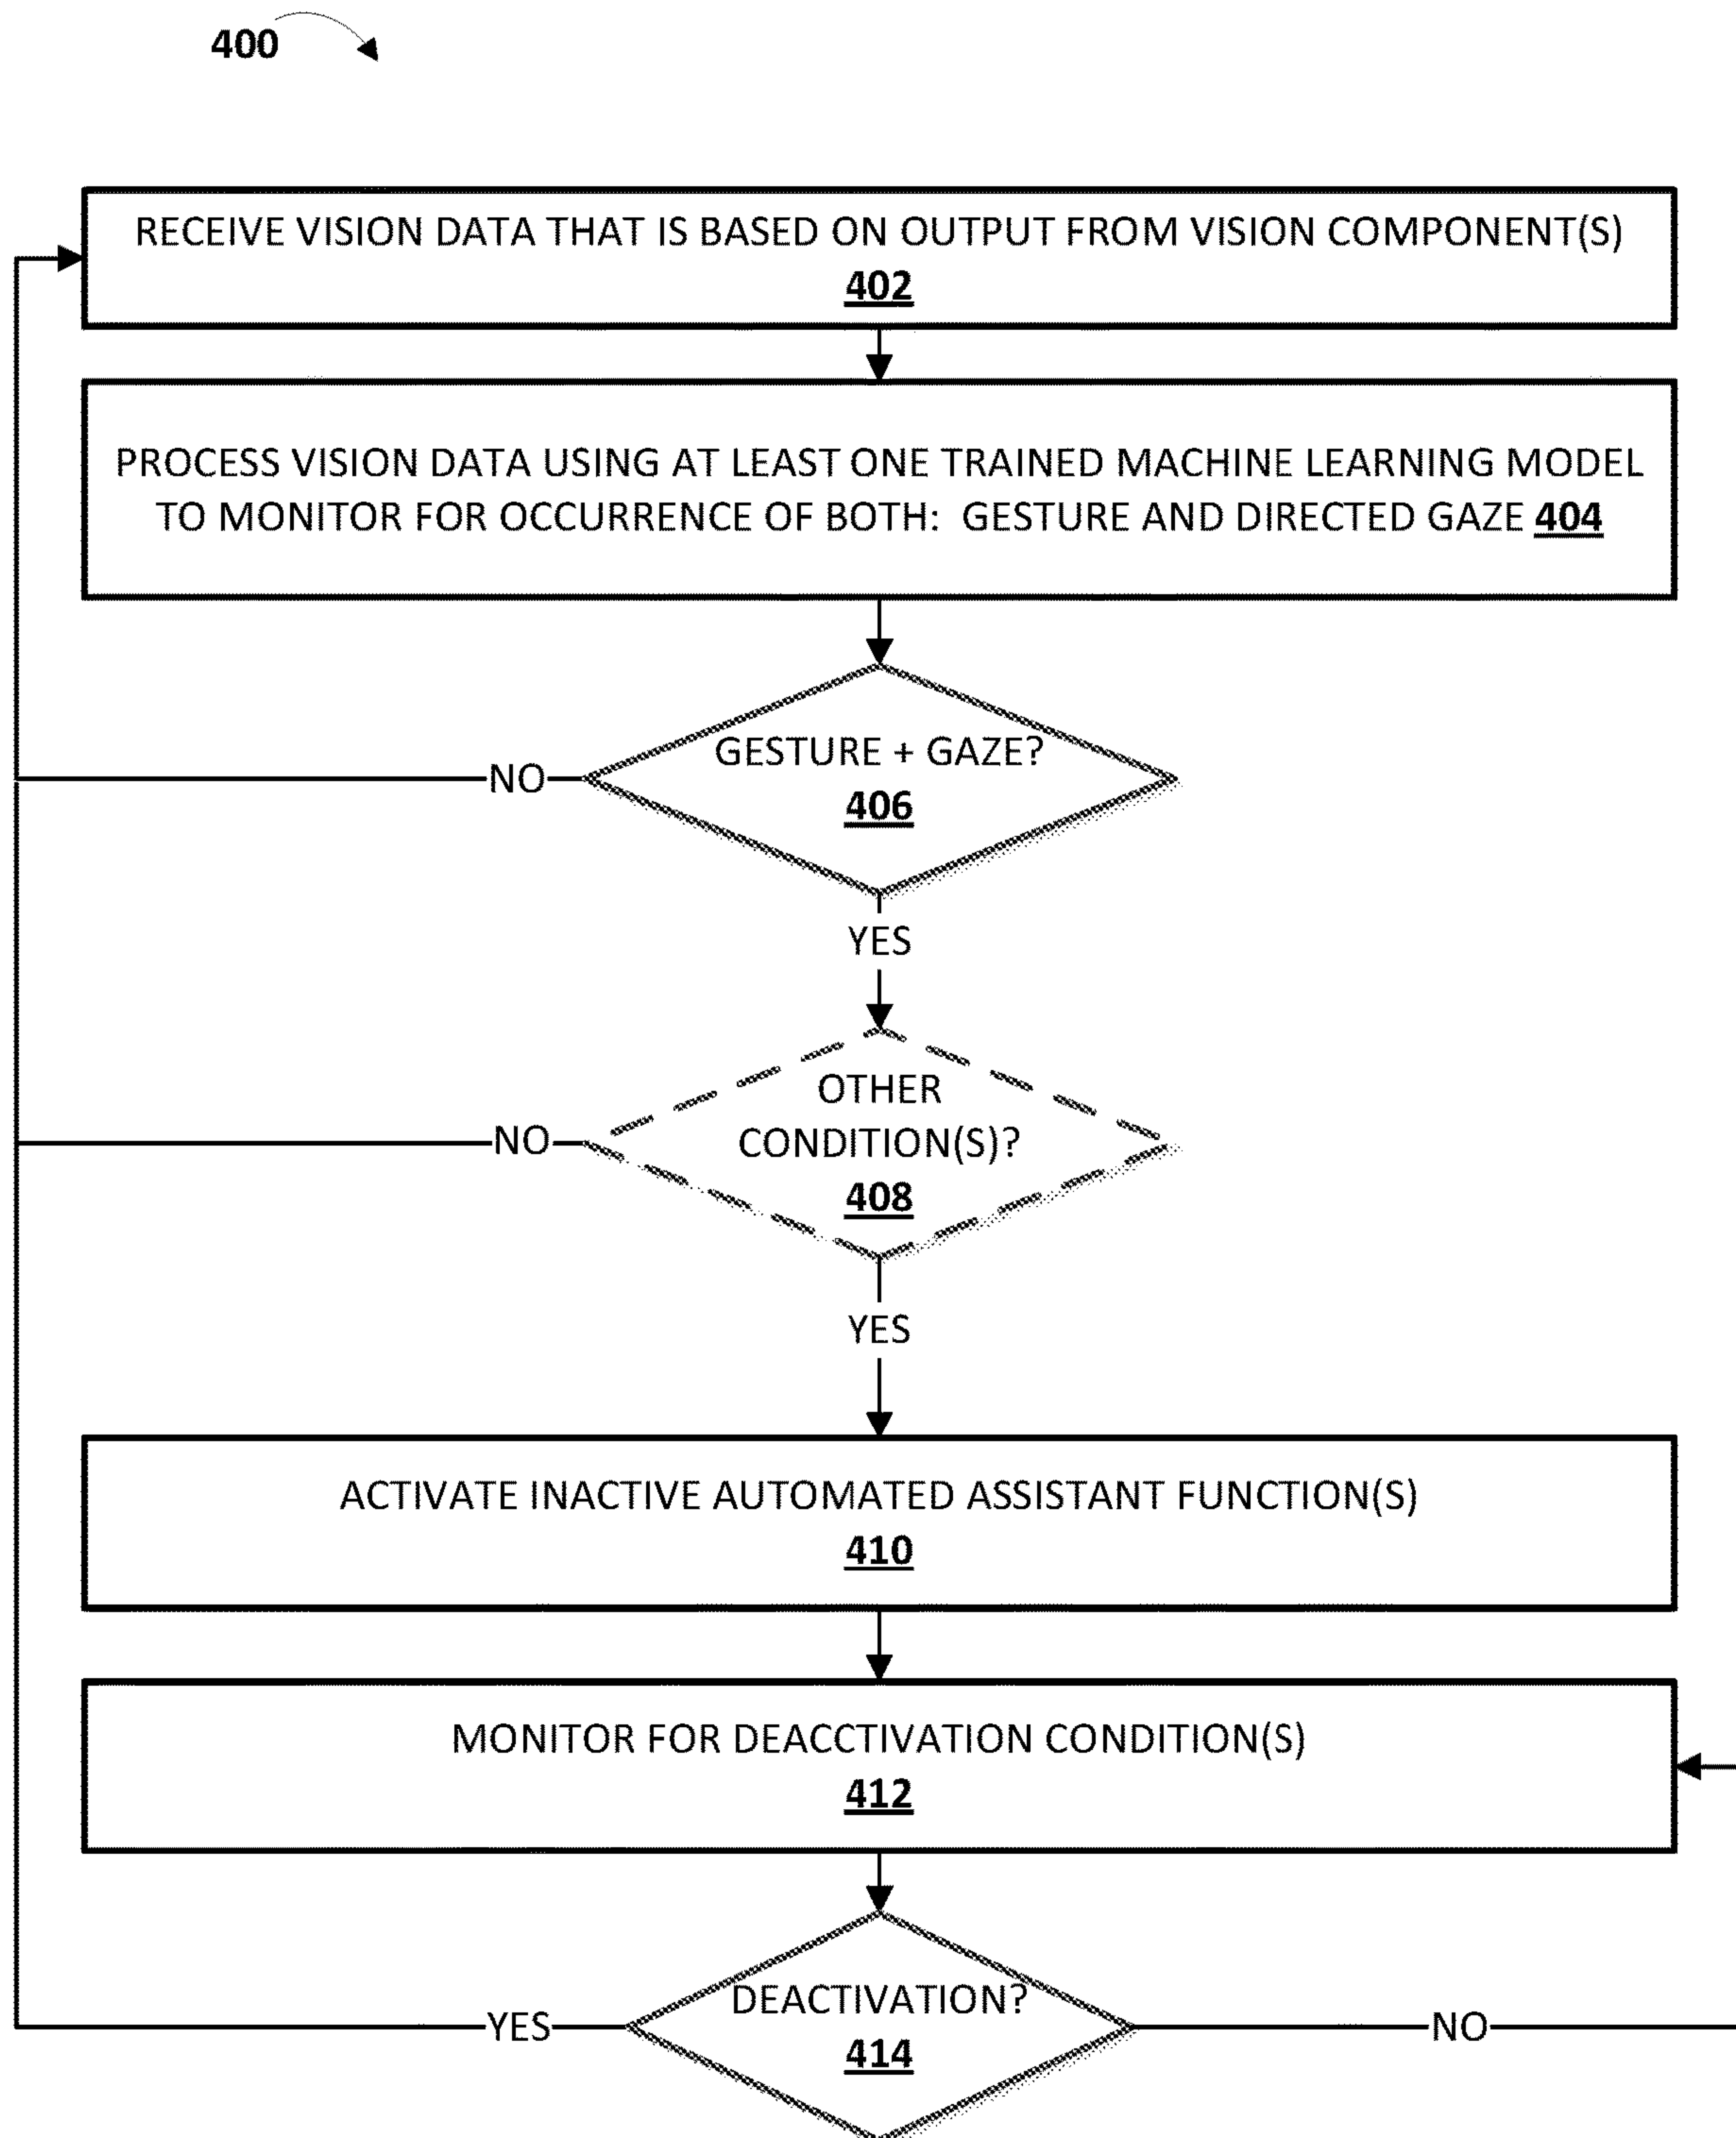 400
RECEIVE VISION DATA THAT IS BASED ON OUTPUT FROM VISION COMPONENT(S)
402
PROCESS VISION DATA USING AT LEAST ONE TRAINED MACHINE LEARNING MODEL
TO MONITOR FOR OCCURRENCE OF BOTH: GESTURE AND DIRECTED GAZE 404
GESTURE + GAZE?
406
NO
YES
OTHER
CONDITION(S)?
408
NO
YES
ACTIVATE INACTIVE AUTOMATED ASSISTANT FUNCTION(S)
410
MONITOR FOR DEACCTIVATION CONDITION(S)
412
DEACTIVATION?
414
YES
NO